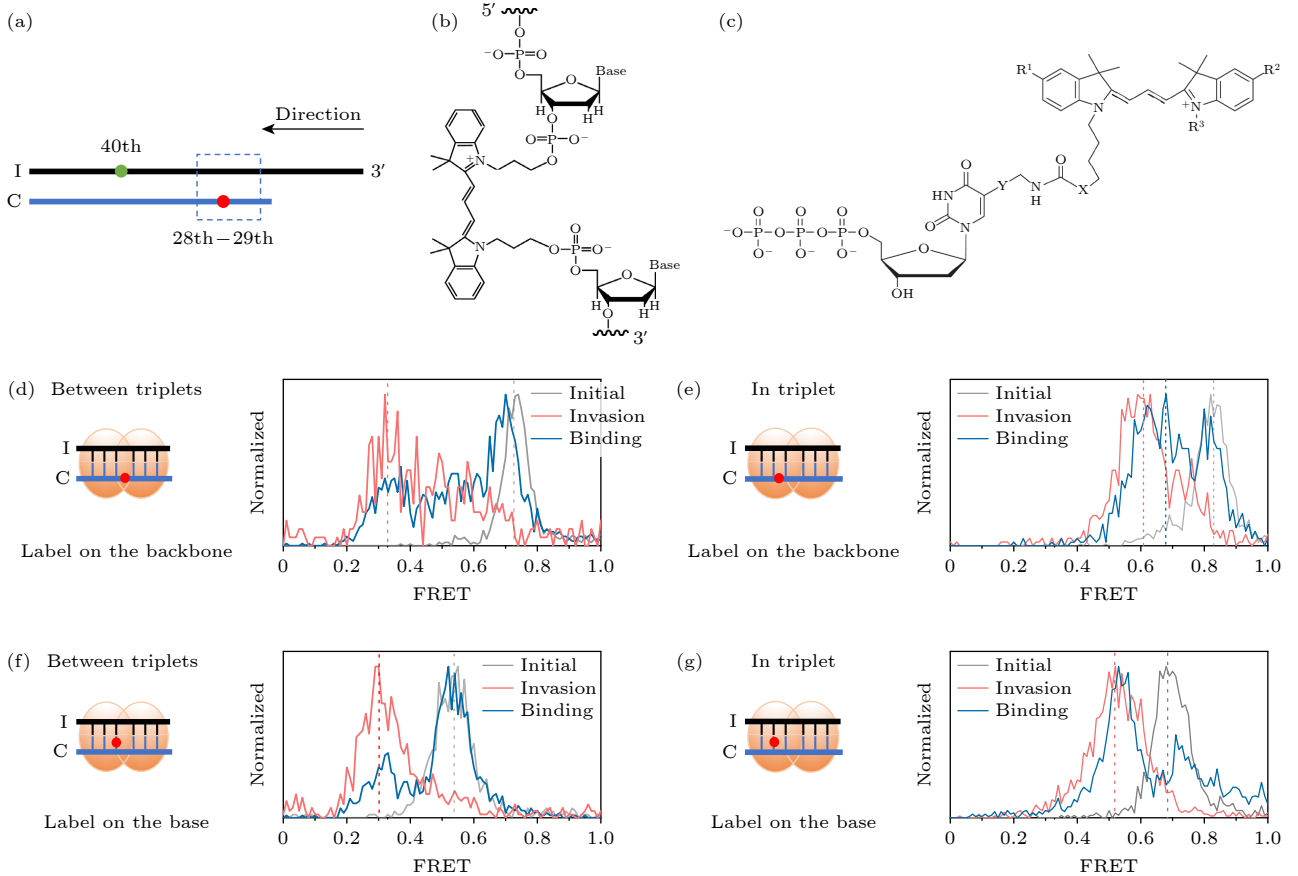 (a)
Direction
40th
I
3′
C
28th−29th
(b)
5′
O
−O P O
O
O
Base
H
H
O
O P O−
O
N
+
N
O
O P O−
O
O
Base
H
H
O
3′
(c)
R1
R2
N
N
+
R3
O
O
Y
N
H
X
HN
O
N
O O O
−O P O P O P O
O− O− O−
O
OH
(d) Between triplets
I
C
Label on the backbone
Normalized
Initial
Invasion
Binding
0 0.2 0.4 0.6 0.8 1.0
FRET
(e) In triplet
I
C
Label on the backbone
Normalized
Initial
Invasion
Binding
0 0.2 0.4 0.6 0.8 1.0
FRET
(f) Between triplets
I
C
Label on the base
Normalized
Initial
Invasion
Binding
0 0.2 0.4 0.6 0.8 1.0
FRET
(g) In triplet
I
C
Label on the base
Normalized
Initial
Invasion
Binding
0 0.2 0.4 0.6 0.8 1.0
FRET